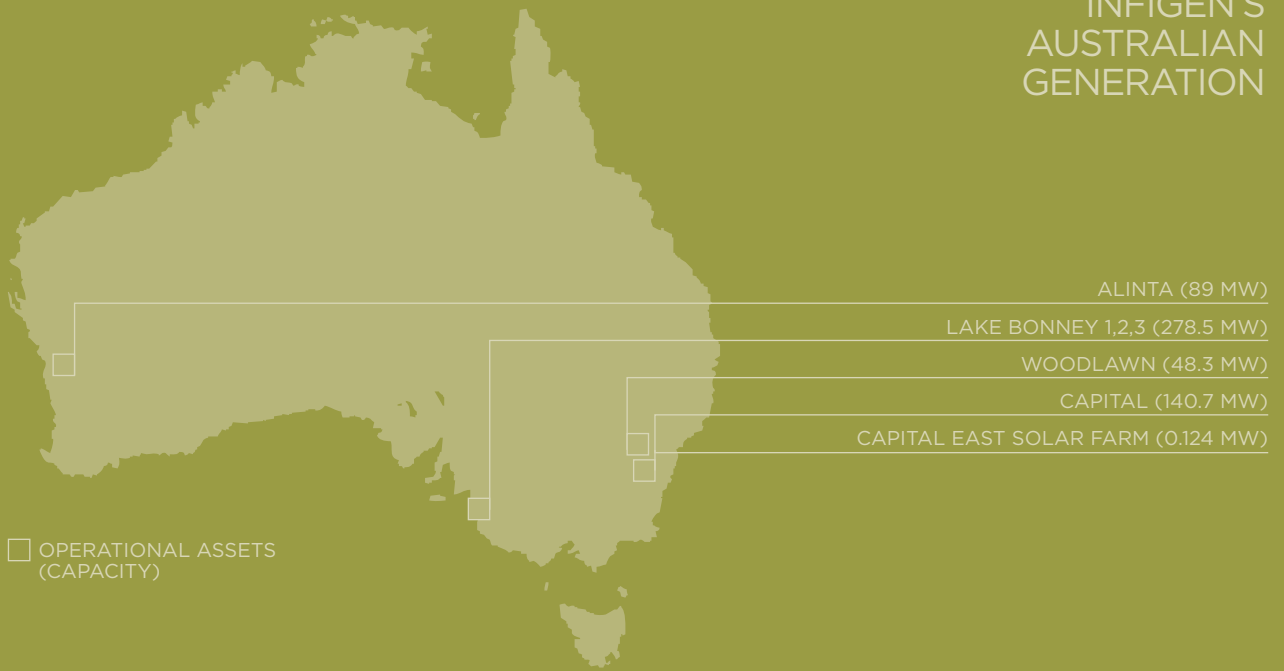 INFIGEN'S
AUSTRALIAN
GENERATION
ALINTA (89 MW)
LAKE BONNEY 1,2,3 (278.5 MW)
WOODLAWN (48.3 MW)
CAPITAL (140.7 MW)
CAPITAL EAST SOLAR FARM (0.124 MW)
OPERATIONAL ASSETS
(CAPACITY)